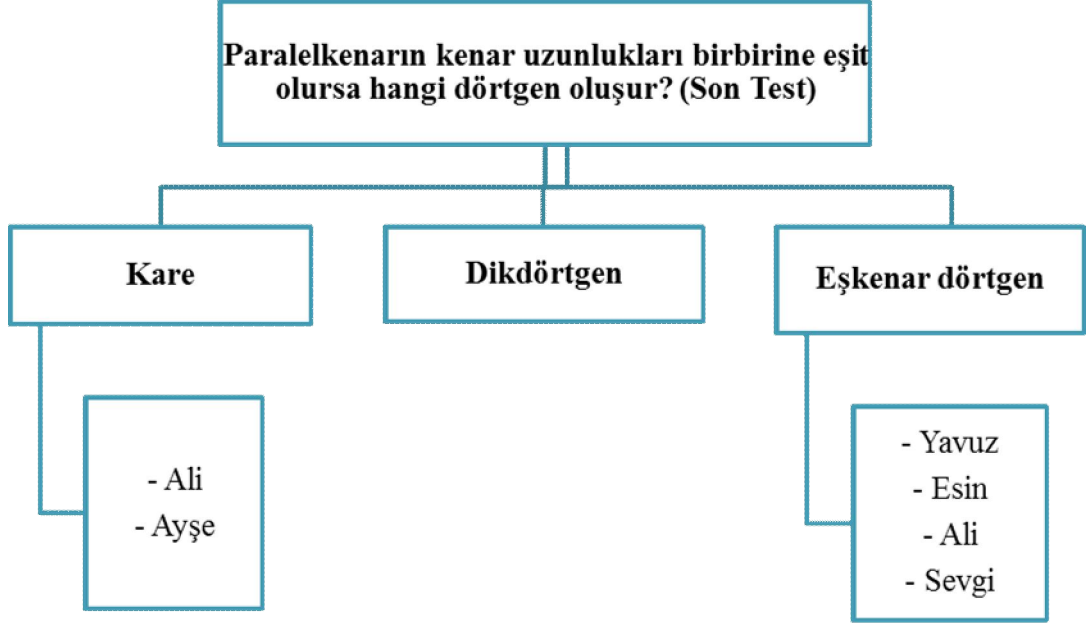 Paralelkenarın kenar uzunlukları birbirine eşit
olursa hangi dörtgen oluşur? (Son Test)
Kare
Dikdörtgen
Eşkenar dörtgen
- Ali
- Ayşe
- Yavuz
- Esin
- Ali
- Sevgi